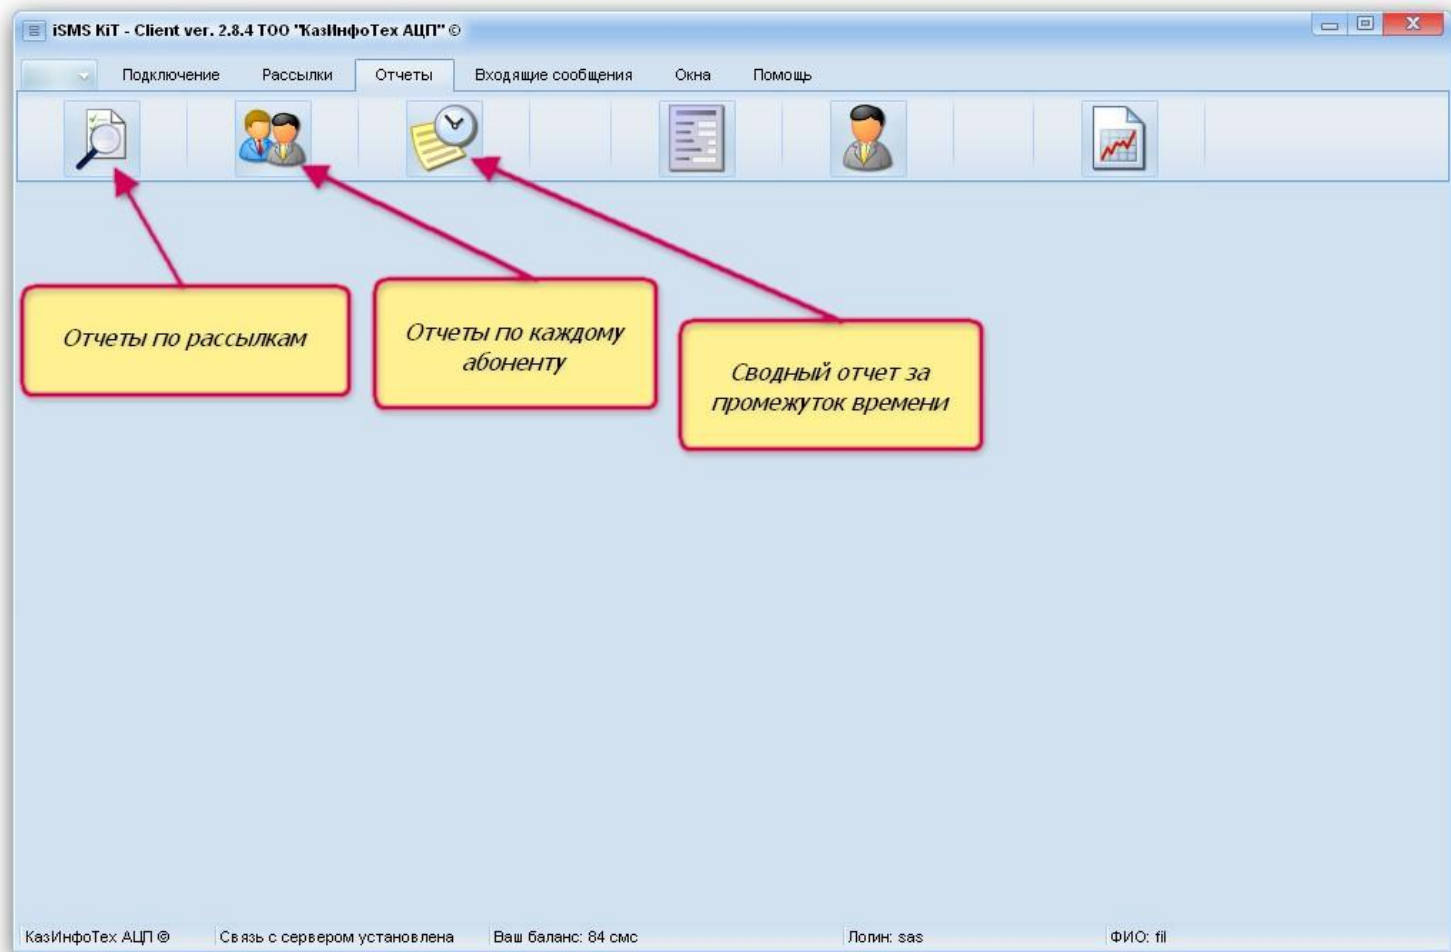 iSMS KiT - Client ver. 2.8.4 ТОО "КазИнфоТех АЦП" ©
Подключение Рассылки Отчеты Входящие сообщения Окна Помощь
Отчеты по рассылкам
Отчеты по каждому
абоненту
Сводный отчет за
промежуток времени
КазИнфоТех АЦП © Связь с сервером установлена Ваш баланс: 84 смс Логин: sas ФИО: fil